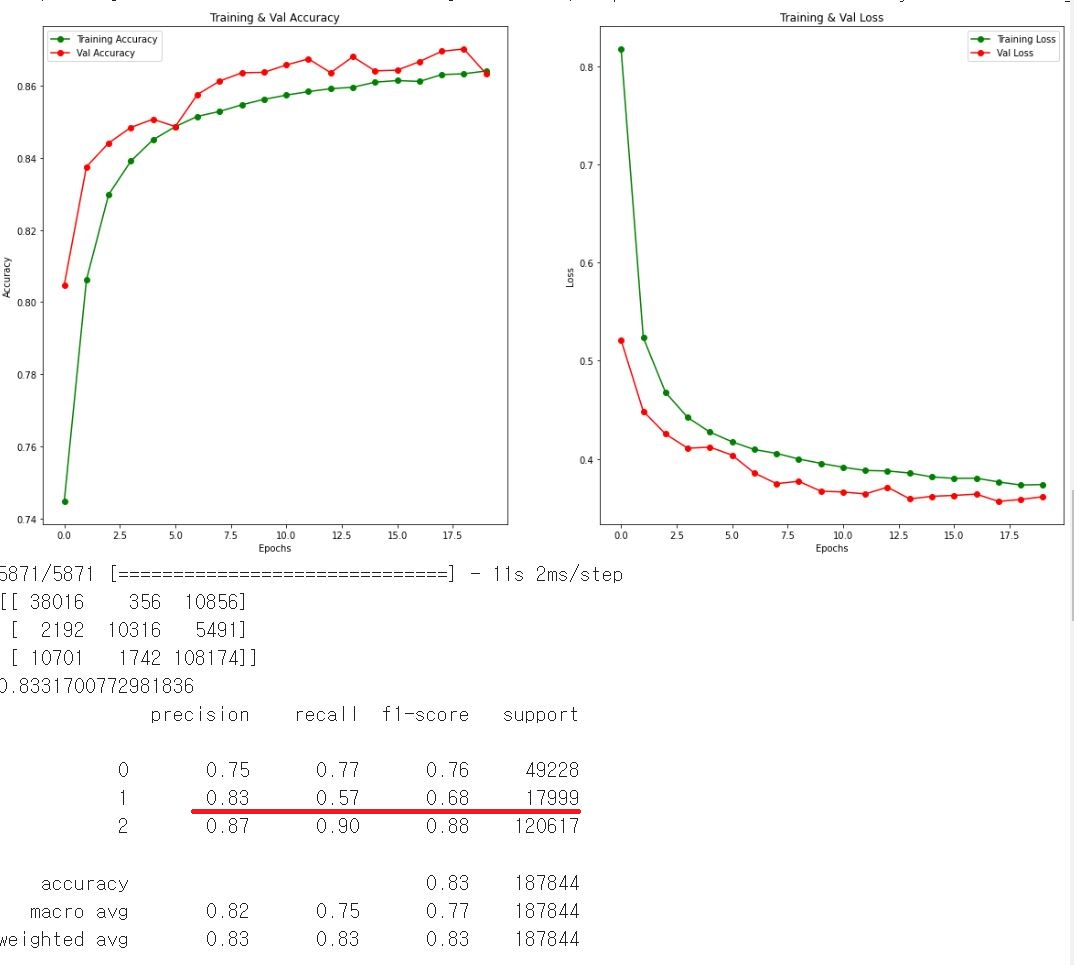 Training & Val Accuracy
Training Accuracy
Val Accuracy
0.86
0.84
0.82
0.80
0.78
0.76
0.74
Accuracy
0.0 2.5 5.0 7.5 10.0 12.5 15.0 17.5
Epochs
Training & Val Loss
Training Loss
Val Loss
0.8
0.7
0.6
0.5
0.4
Loss
0.0 2.5 5.0 7.5 10.0 12.5 15.0 17.5
Epochs
5871/5871 [==============================] - 11s 2ms/step
[[ 38016 356 10856]
[ 2192 10316 5491]
[ 10701 1742 108174]]
0.8331700772981836
precision recall f1-score support
0 0.75 0.77 0.76 49228
1 0.83 0.57 0.68 17999
2 0.87 0.90 0.88 120617
accuracy 0.83 187844
macro avg 0.82 0.75 0.77 187844
weighted avg 0.83 0.83 0.83 187844